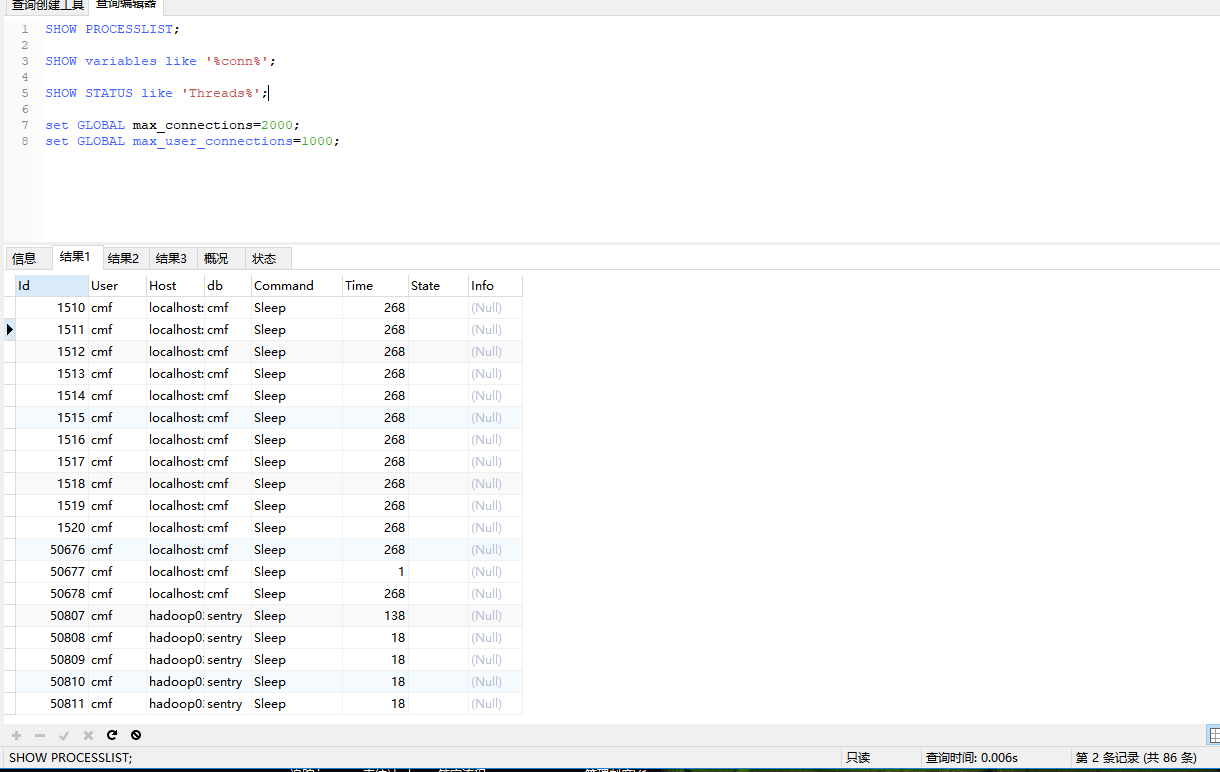 查询创建工具 查询编辑器
1 SHOW PROCESSLIST;
2
3 SHOW variables like '%conn%';
4
5 SHOW STATUS like 'Threads%';
6
7 set GLOBAL max_connections=2000;
8 set GLOBAL max_user_connections=1000;
信息 结果1 结果2 结果3 概况 状态
Id User Host db Command Time State Info
1510 cmf localhost: cmf Sleep 268 (Null)
1511 cmf localhost: cmf Sleep 268 (Null)
1512 cmf localhost: cmf Sleep 268 (Null)
1513 cmf localhost: cmf Sleep 268 (Null)
1514 cmf localhost: cmf Sleep 268 (Null)
1515 cmf localhost: cmf Sleep 268 (Null)
1516 cmf localhost: cmf Sleep 268 (Null)
1517 cmf localhost: cmf Sleep 268 (Null)
1518 cmf localhost: cmf Sleep 268 (Null)
1519 cmf localhost: cmf Sleep 268 (Null)
1520 cmf localhost: cmf Sleep 268 (Null)
50676 cmf localhost: cmf Sleep 268 (Null)
50677 cmf localhost: cmf Sleep 1 (Null)
50678 cmf localhost: cmf Sleep 268 (Null)
50807 cmf hadoop0 sentry Sleep 138 (Null)
50808 cmf hadoop0 sentry Sleep 18 (Null)
50809 cmf hadoop0 sentry Sleep 18 (Null)
50810 cmf hadoop0 sentry Sleep 18 (Null)
50811 cmf hadoop0 sentry Sleep 18 (Null)
SHOW PROCESSLIST; 只读 查询时间: 0.006s 第 2 条记录 (共 86 条)